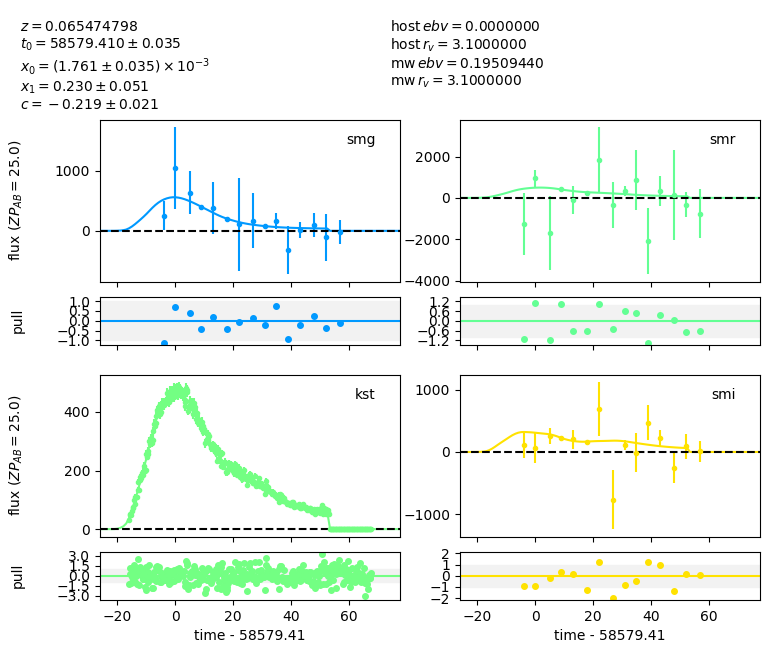 z = 0.065474798
t₀ = 58579.410 ± 0.035
x₀ = (1.761 ± 0.035) × 10⁻³
x₁ = 0.230 ± 0.051
c = −0.219 ± 0.021
host ebv = 0.0000000
host r_v = 3.1000000
mw ebv = 0.19509440
mw r_v = 3.1000000
smg
1000
0
flux (ZP_AB = 25.0)
smr
2000
0
−2000
−4000
1.0
0.5
0.0
−0.5
−1.0
pull
1.2
0.6
0.0
−0.6
−1.2
kst
400
200
0
flux (ZP_AB = 25.0)
smi
1000
0
−1000
3.0
1.5
0.0
−1.5
−3.0
pull
−20 0 20 40 60
time - 58579.41
2
1
0
−1
−2
−20 0 20 40 60
time - 58579.41